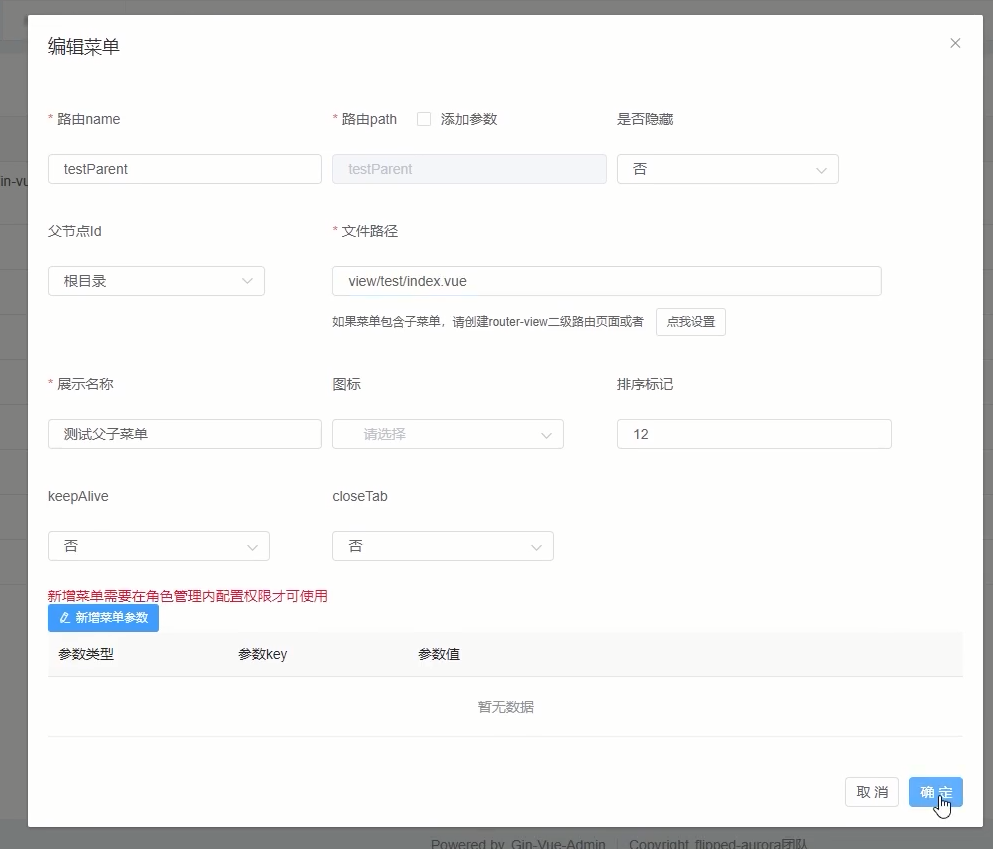 编辑菜单
* 路由name
* 路由path
添加参数
是否隐藏
testParent
testParent
否
in-vu
父节点Id
* 文件路径
根目录
view/test/index.vue
如果菜单包含子菜单，请创建router-view二级路由页面或者
点我设置
* 展示名称
图标
排序标记
测试父子菜单
请选择
12
keepAlive
closeTab
否
否
新增菜单需要在角色管理内配置权限才可使用
新增菜单参数
参数类型
参数key
参数值
暂无数据
取 消
确 定
Powered by Gin-Vue-Admin
Copyright flipped-aurora团队